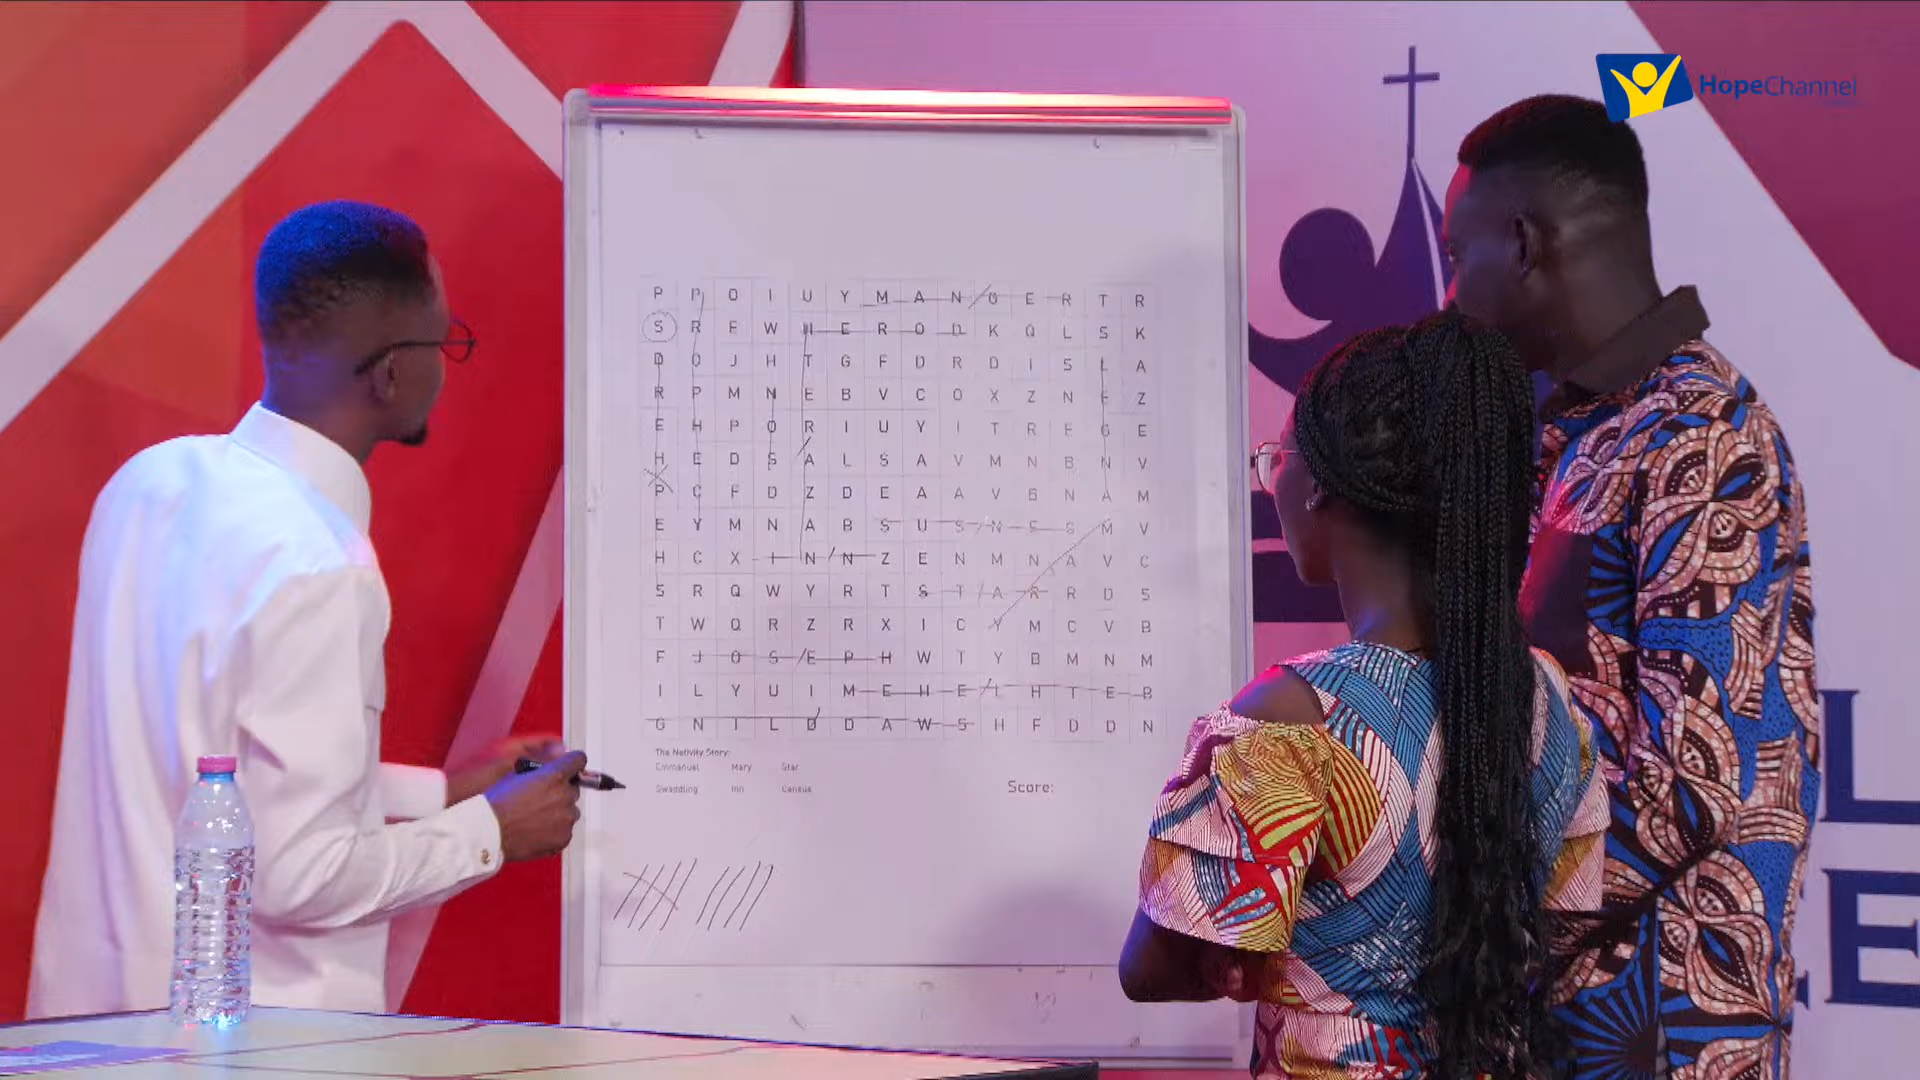 HopeChannel
P P O I U Y M A N G E R T R
S R F W H E R O D K Q L S K
D O J H T G F D R D I S L A
R P M N E B V C O X Z N E Z
E H P O R I U Y I T R E G E
H E D S A L S A V M N B N V
P C F D Z D E A A V B N A M
E Y M N A B S U S N E S M V
H C X I N N Z E N M N A V C
S R Q W Y R T S T A R R D S
T W Q R Z R X I C Y M C V B
F J O S E P H W T Y B M N M
I L Y U I M E H E L H T E B
G N I L D D A W S H F D D N
The Nativity Story:
Emmanuel Mary Star
Swaddling Inn Census
Score:
L
E